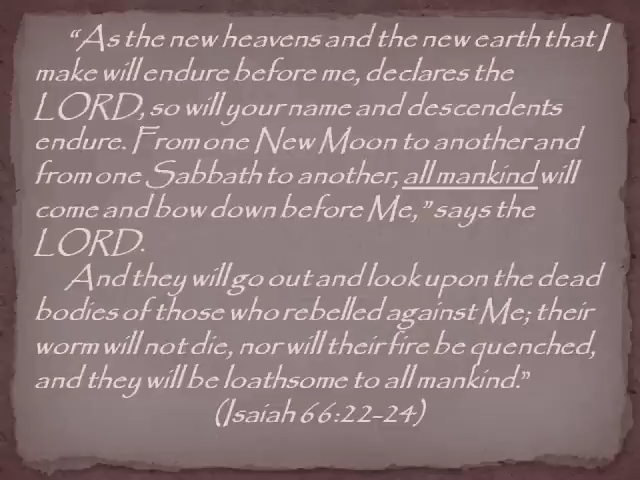 “As the new heavens and the new earth that I
make will endure before me, declares the
LORD, so will your name and descendents
endure. From one New Moon to another and
from one Sabbath to another, all mankind will
come and bow down before Me,” says the
LORD.
And they will go out and look upon the dead
bodies of those who rebelled against Me; their
worm will not die, nor will their fire be quenched,
and they will be loathsome to all mankind.”
(Isaiah 66:22-24)